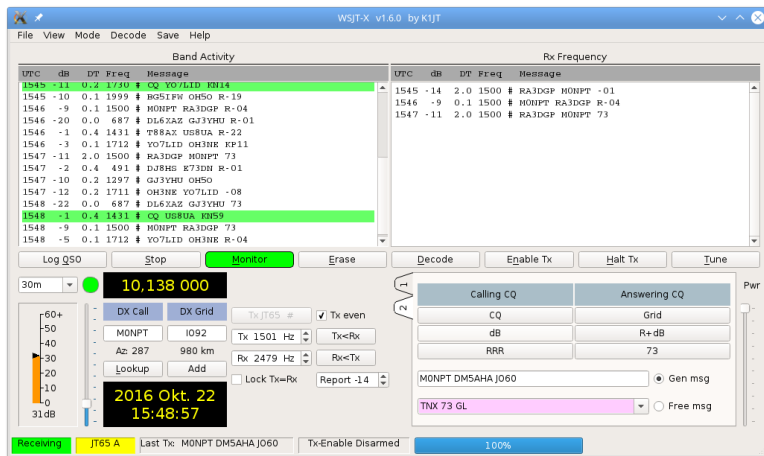 WSJT-X v1.6.0 by K1JT
File View Mode Decode Save Help
Band Activity
UTC dB DT Freq Message
1545 -11 0.2 1730 # CQ YO7LID KN14
1545 -10 0.1 1999 # BG5IFW OH5O R-19
1546 -9 0.1 1500 # M0NPT RA3DGP R-04
1546 -20 0.0 687 # DL6XAZ GJ3YHU R-01
1546 -1 0.4 1431 # T88AX US8UA R-22
1546 -3 0.1 1712 # YO7LID OH3NE KP11
1547 -11 2.0 1500 # RA3DGP M0NPT 73
1547 -2 0.4 491 # DJ8HS E73DN R-01
1547 -10 0.2 1297 # GJ3YHU OH5O
1547 -12 0.2 1711 # OH3NE YO7LID -08
1548 -22 0.0 687 # DL6XAZ GJ3YHU 73
1548 -1 0.4 1431 # CQ US8UA KN59
1548 -9 0.1 1500 # M0NPT RA3DGP 73
1548 -5 0.1 1712 # YO7LID OH3NE R-04
Rx Frequency
UTC dB DT Freq Message
1545 -14 2.0 1500 # RA3DGP M0NPT -01
1546 -9 0.1 1500 # M0NPT RA3DGP R-04
1547 -11 2.0 1500 # RA3DGP M0NPT 73
Log QSO Stop Monitor Erase Decode Enable Tx Halt Tx Tune
30m
10,138 000
60+
50
40
30
20
10
0
31dB
DX Call DX Grid
M0NPT IO92
Az: 287 980 km
Lookup Add
2016 Okt. 22
15:48:57
Tx JT65 # Tx even
Tx 1501 Hz Tx<Rx
Rx 2479 Hz Rx<Tx
Lock Tx=Rx Report -14
1
2
Calling CQ Answering CQ
CQ Grid
dB R+dB
RRR 73
M0NPT DM5AHA JO60 Gen msg
TNX 73 GL Free msg
Pwr
Receiving JT65 A Last Tx: M0NPT DM5AHA JO60 Tx-Enable Disarmed 100%